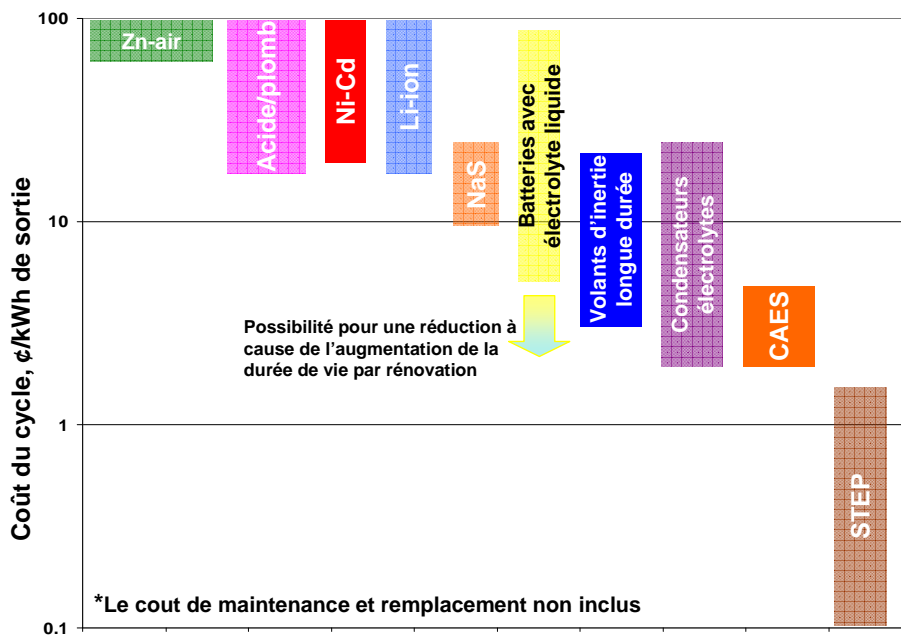 Coût du cycle, ¢/kWh de sortie
100
10
1
0.1
Zn-air
Acide/plomb
Ni-Cd
Li-ion
NaS
Batteries avec
électrolyte liquide
Volants d'inertie
longue durée
Condensateurs
électrolytes
CAES
STEP
Possibilité pour une réduction à
cause de l'augmentation de la
durée de vie par rénovation
*Le cout de maintenance et remplacement non inclus